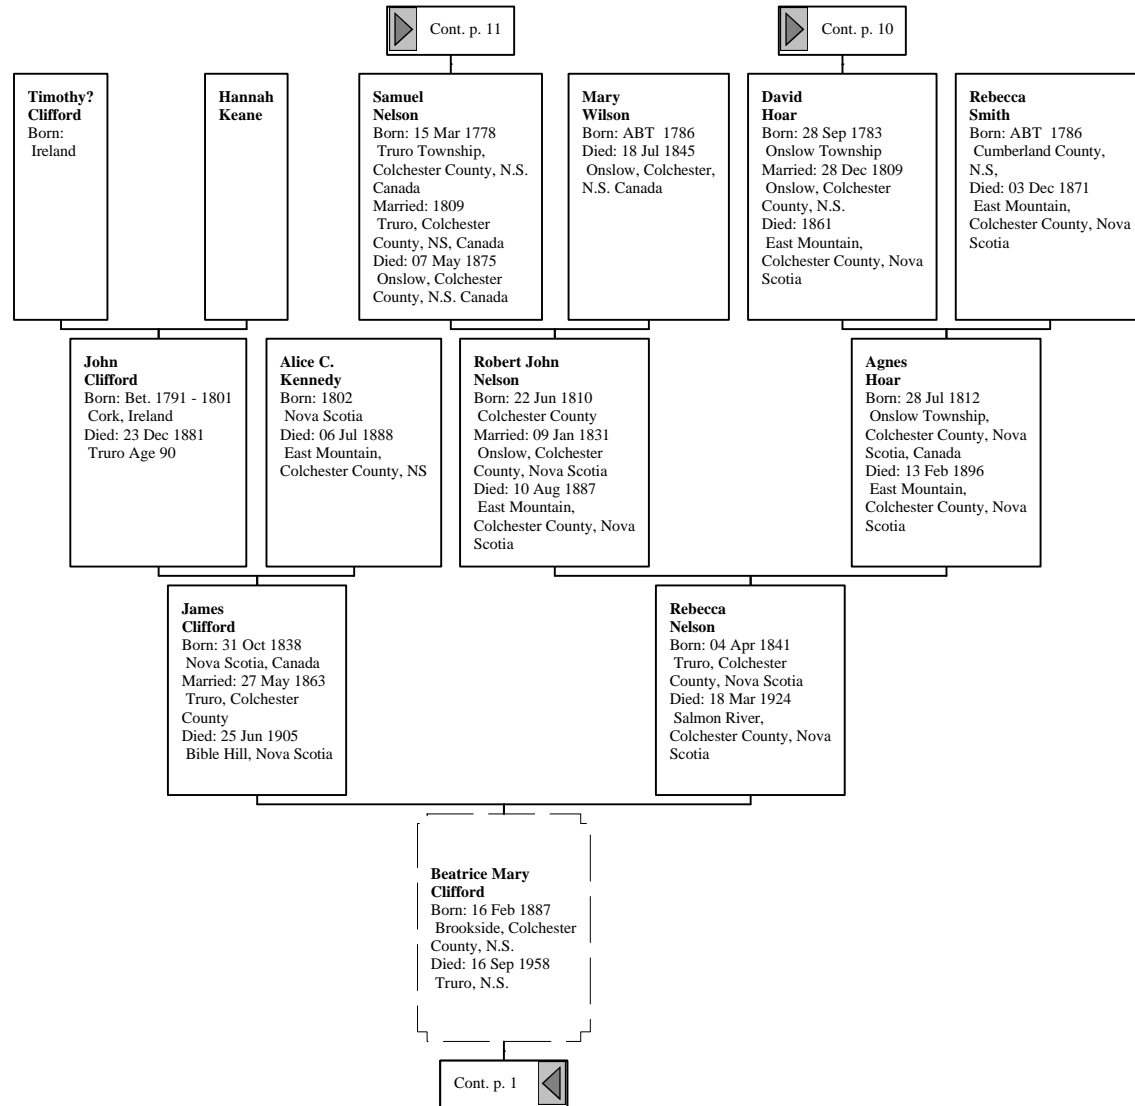 Cont. p. 11
Cont. p. 10
Timothy?
Clifford
Born:
Ireland
Hannah
Keane
Samuel
Nelson
Born: 15 Mar 1778
Truro Township,
Colchester County, N.S.
Canada
Married: 1809
Truro, Colchester
County, NS, Canada
Died: 07 May 1875
Onslow, Colchester
County, N.S. Canada
Mary
Wilson
Born: ABT 1786
Died: 18 Jul 1845
Onslow, Colchester,
N.S. Canada
David
Hoar
Born: 28 Sep 1783
Onslow Township
Married: 28 Dec 1809
Onslow, Colchester
County, N.S.
Died: 1861
East Mountain,
Colchester County, Nova
Scotia
Rebecca
Smith
Born: ABT 1786
Cumberland County,
N.S,
Died: 03 Dec 1871
East Mountain,
Colchester County, Nova
Scotia
John
Clifford
Born: Bet. 1791 - 1801
Cork, Ireland
Died: 23 Dec 1881
Truro Age 90
Alice C.
Kennedy
Born: 1802
Nova Scotia
Died: 06 Jul 1888
East Mountain,
Colchester County, NS
Robert John
Nelson
Born: 22 Jun 1810
Colchester County
Married: 09 Jan 1831
Onslow, Colchester
County, Nova Scotia
Died: 10 Aug 1887
East Mountain,
Colchester County, Nova
Scotia
Agnes
Hoar
Born: 28 Jul 1812
Onslow Township,
Colchester County, Nova
Scotia, Canada
Died: 13 Feb 1896
East Mountain,
Colchester County, Nova
Scotia
James
Clifford
Born: 31 Oct 1838
Nova Scotia, Canada
Married: 27 May 1863
Truro, Colchester
County
Died: 25 Jun 1905
Bible Hill, Nova Scotia
Rebecca
Nelson
Born: 04 Apr 1841
Truro, Colchester
County, Nova Scotia
Died: 18 Mar 1924
Salmon River,
Colchester County, Nova
Scotia
Beatrice Mary
Clifford
Born: 16 Feb 1887
Brookside, Colchester
County, N.S.
Died: 16 Sep 1958
Truro, N.S.
Cont. p. 1